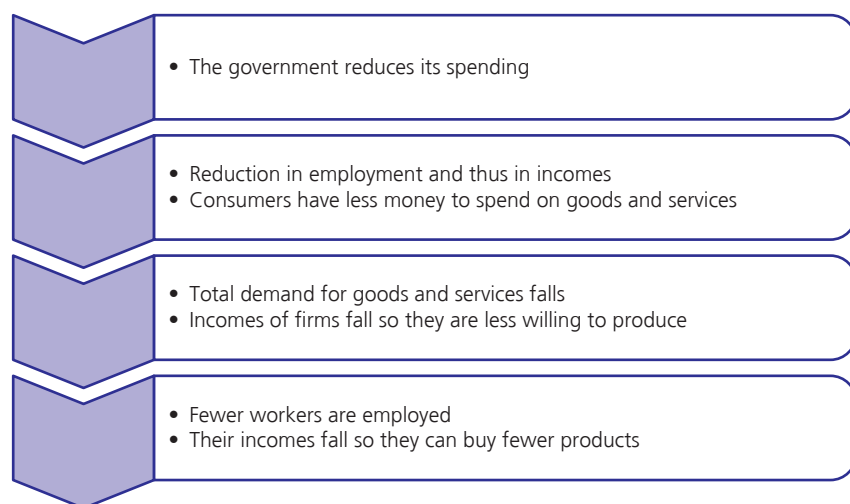 • The government reduces its spending
• Reduction in employment and thus in incomes
• Consumers have less money to spend on goods and services
• Total demand for goods and services falls
• Incomes of firms fall so they are less willing to produce
• Fewer workers are employed
• Their incomes fall so they can buy fewer products